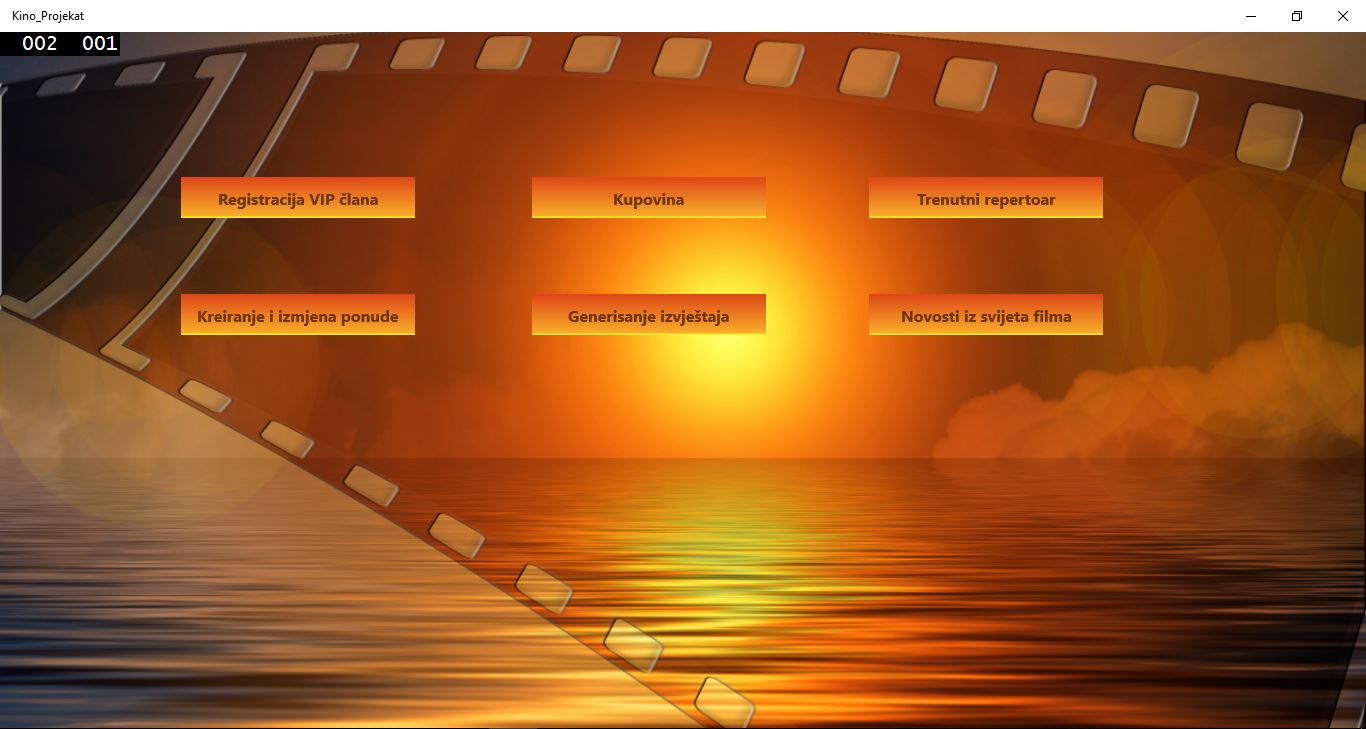 Kino_Projekat
002 001
Registracija VIP člana
Kupovina
Trenutni repertoar
Kreiranje i izmjena ponude
Generisanje izvještaja
Novosti iz svijeta filma